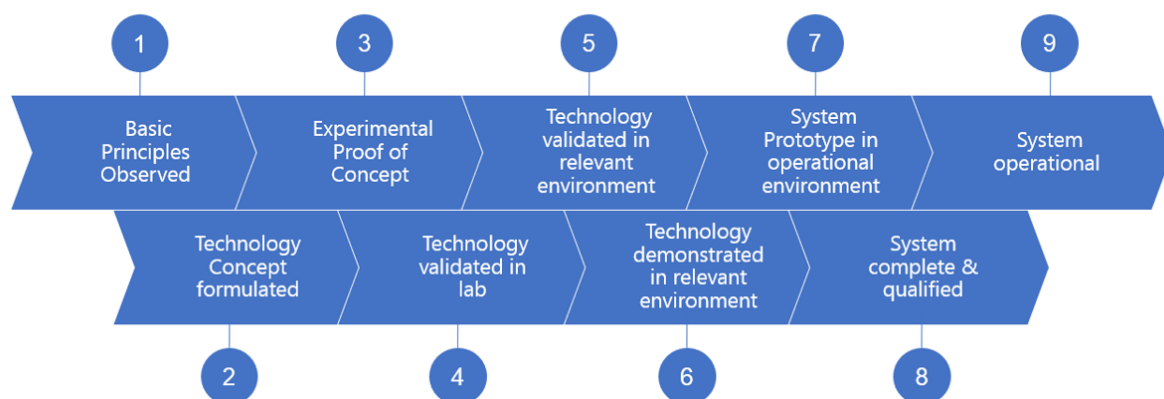 1
3
5
7
9
Basic
Principles
Observed
Experimental
Proof of
Concept
Technology
validated in
relevant
environment
System
Prototype in
operational
environment
System
operational
Technology
Concept
formulated
Technology
validated in
lab
Technology
demonstrated
in relevant
environment
System
complete &
qualified
2
4
6
8